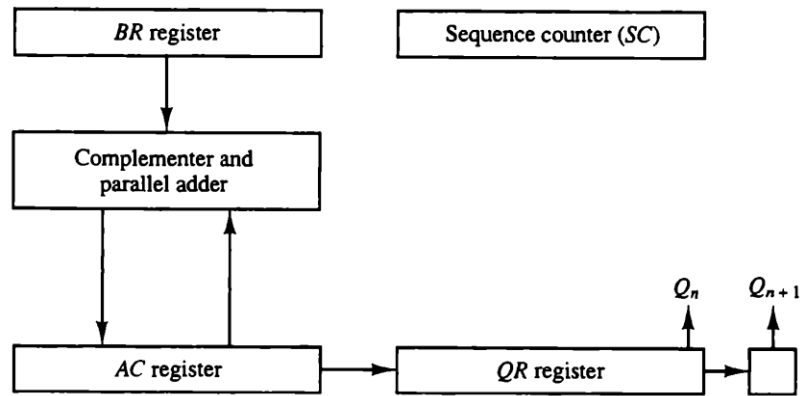 BR register
Sequence counter (SC)
Complementer and
parallel adder
Qn
Qn+1
AC register
QR register